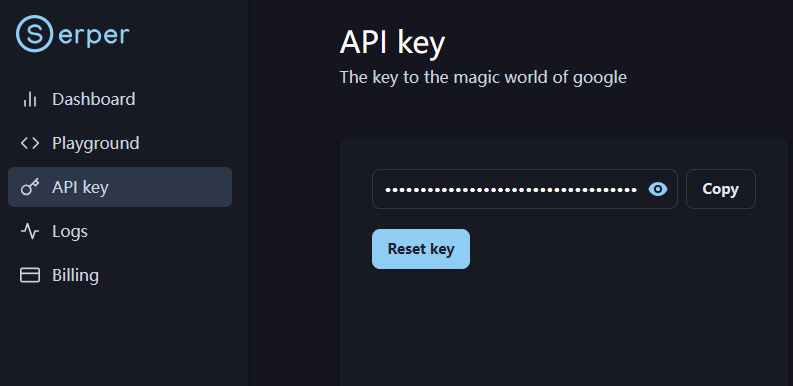 Serper
Dashboard
Playground
API key
Logs
Billing
API key
The key to the magic world of google
••••••••••••••••••••••••••••••••••••
Copy
Reset key